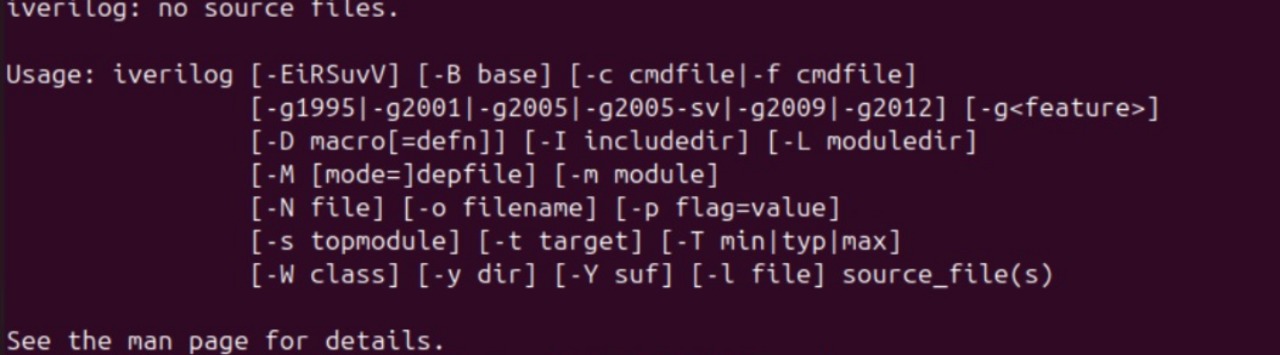 iverilog: no source files.
Usage: iverilog [-EiRSuvV] [-B base] [-c cmdfile|-f cmdfile]
[-g1995|-g2001|-g2005|-g2005-sv|-g2009|-g2012] [-g<feature>]
[-D macro[=defn]] [-I includedir] [-L moduledir]
[-M [mode=]depfile] [-m module]
[-N file] [-o filename] [-p flag=value]
[-s topmodule] [-t target] [-T min|typ|max]
[-W class] [-y dir] [-Y suf] [-l file] source_file(s)
See the man page for details.